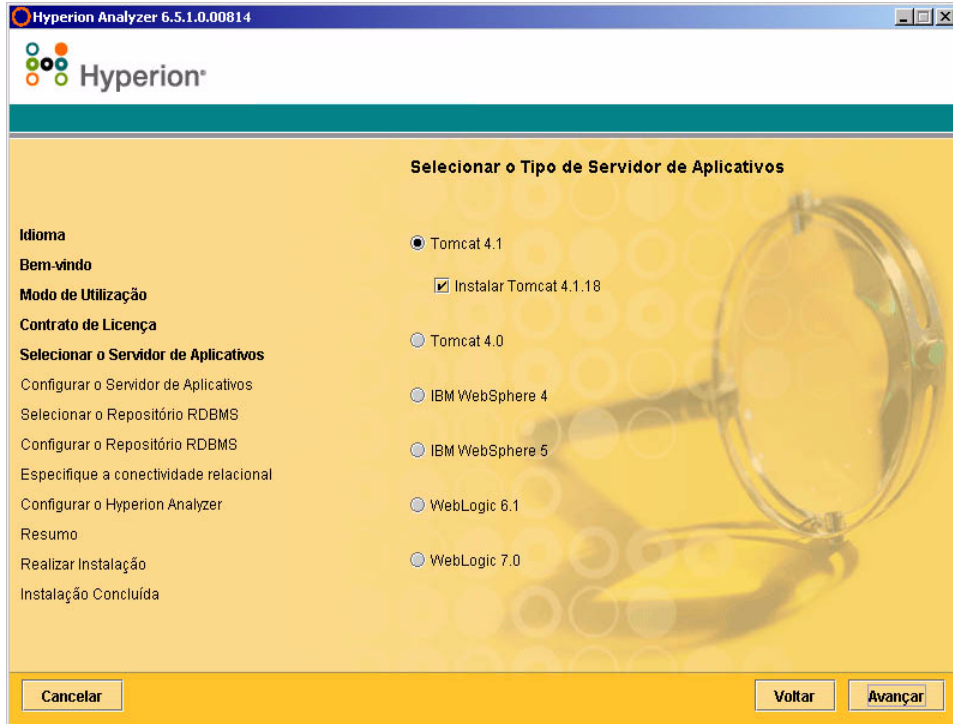 Hyperion Analyzer 6.5.1.0.00814
Hyperion
Selecionar o Tipo de Servidor de Aplicativos
Idioma
Bem-vindo
Modo de Utilização
Contrato de Licença
Selecionar o Servidor de Aplicativos
Configurar o Servidor de Aplicativos
Selecionar o Repositório RDBMS
Configurar o Repositório RDBMS
Especifique a conectividade relacional
Configurar o Hyperion Analyzer
Resumo
Realizar Instalação
Instalação Concluída
Tomcat 4.1
Instalar Tomcat 4.1.18
Tomcat 4.0
IBM WebSphere 4
IBM WebSphere 5
WebLogic 6.1
WebLogic 7.0
Cancelar
Voltar
Avançar